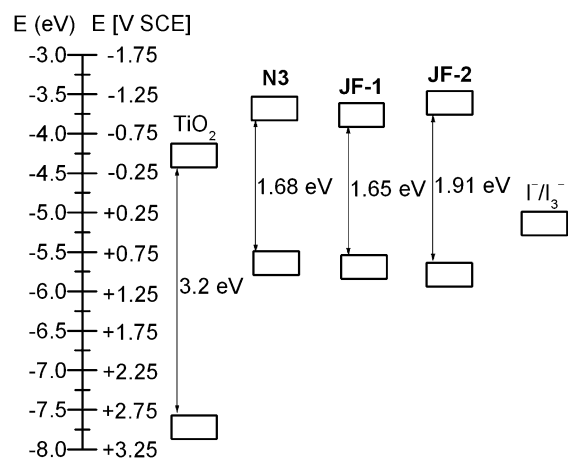 E (eV) E [V SCE]
-3.0 -1.75
-3.5 -1.25
-4.0 -0.75
-4.5 -0.25
-5.0 +0.25
-5.5 +0.75
-6.0 +1.25
-6.5 +1.75
-7.0 +2.25
-7.5 +2.75
-8.0 +3.25
TiO₂
3.2 eV
N3
1.68 eV
JF-1
1.65 eV
JF-2
1.91 eV
I⁻/I₃⁻